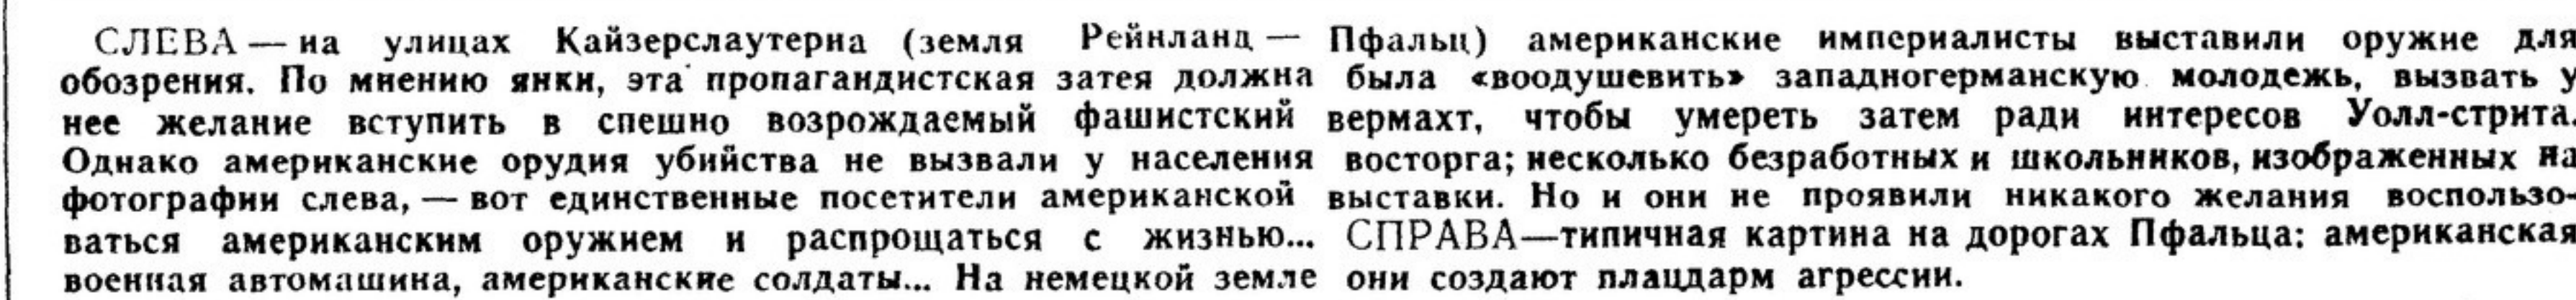 СЛЕВА — на улицах Кайзерслаутерна (земля Рейнланд — Пфальц) американские империалисты выставили оружие для
обозрения. По мнению янки, эта пропагандистская затея должна была «воодушевить» западногерманскую молодежь, вызвать у
нее желание вступить в спешно возрождаемый фашистский вермахт, чтобы умереть затем ради интересов Уолл-стрита.
Однако американские орудия убийства не вызвали у населения восторга; несколько безработных и школьников, изображенных на
фотографии слева, — вот единственные посетители американской выставки. Но и они не проявили никакого желания воспользо-
ваться американским оружием и распрощаться с жизнью... СПРАВА — типичная картина на дорогах Пфальца: американская
военная автомашина, американские солдаты... На немецкой земле они создают плацдарм агрессии.